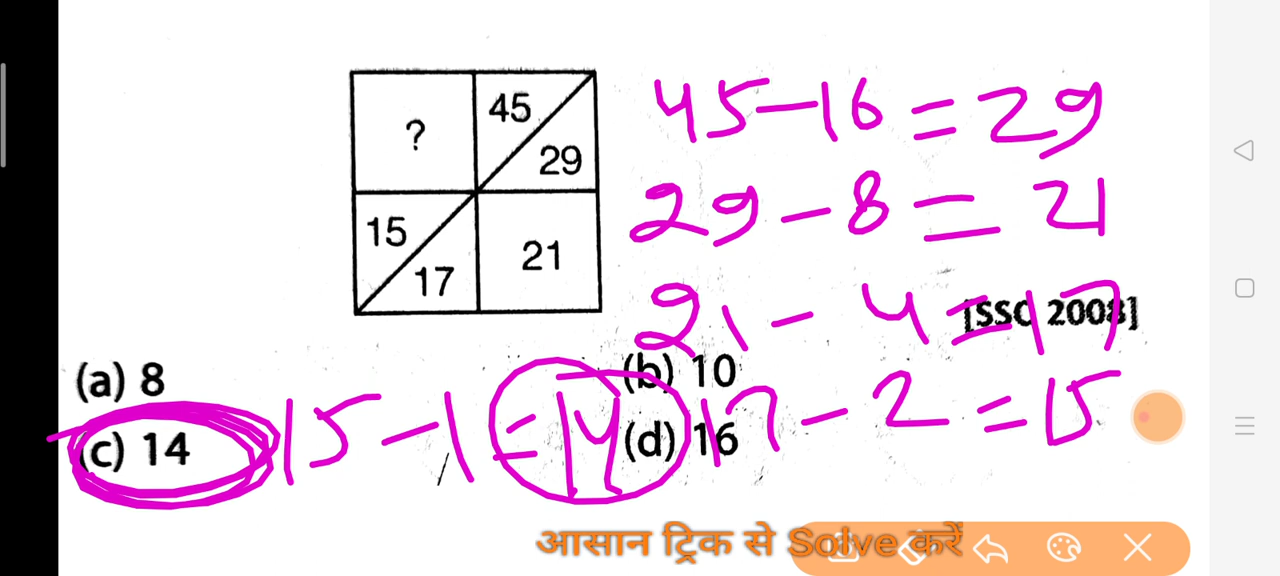 ? 45
29
15
17 21
45-16=29
29-8=21
21-4=17
[SSC 2008]
(a) 8
(b) 10
(c) 14
(d) 16
17-2=15
15-1=14
आसान ट्रिक से Solve करें